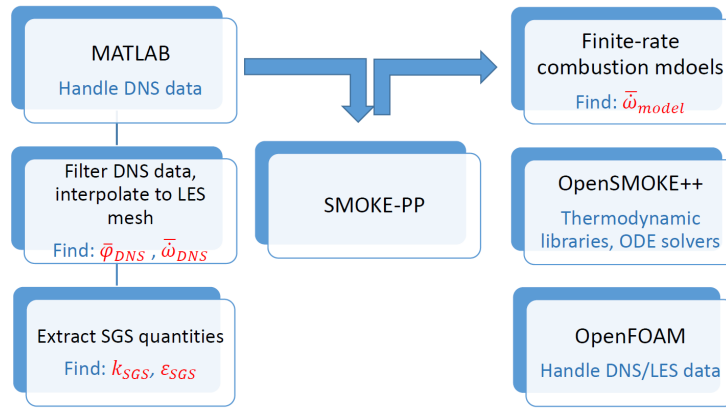 MATLAB
Handle DNS data
Filter DNS data,
interpolate to LES
mesh
Find: φ̅_DNS , ω̇̅_DNS
Extract SGS quantities
Find: k_SGS, ε_SGS
SMOKE-PP
Finite-rate
combustion mdoels
Find: ω̇̅_model
OpenSMOKE++
Thermodynamic
libraries, ODE solvers
OpenFOAM
Handle DNS/LES data